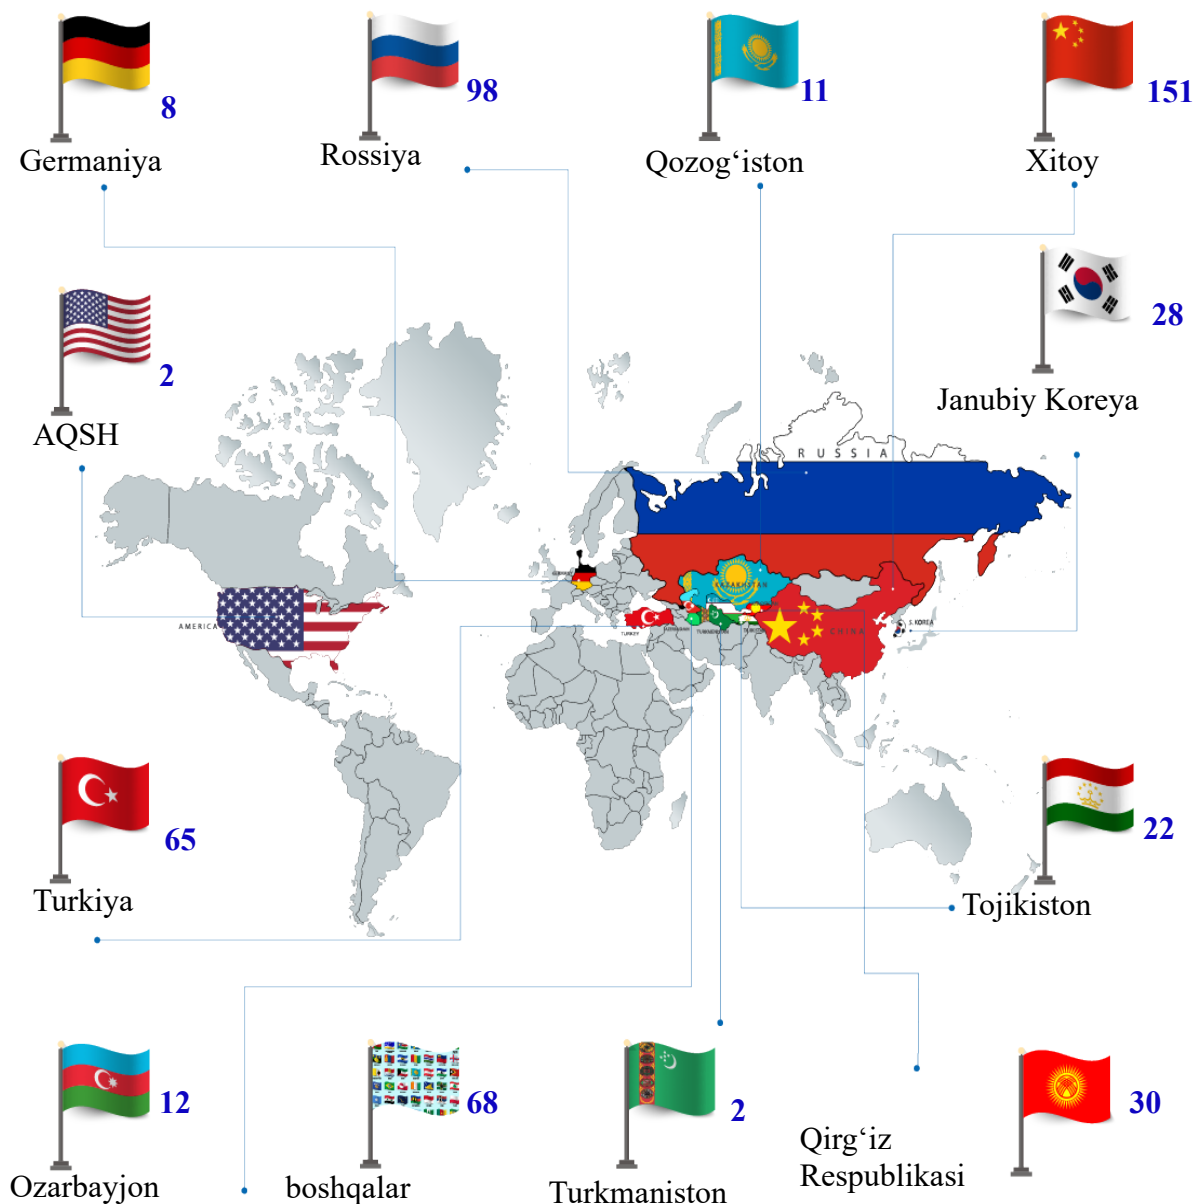 8
Germaniya
98
Rossiya
11
Qozog‘iston
151
Xitoy
2
AQSH
28
Janubiy Koreya
RUSSIA
KAZAKHSTAN
AMERICA
CHINA
S. KOREA
TURKEY
65
Turkiya
22
Tojikiston
12
Ozarbayjon
68
boshqalar
2
Turkmaniston
30
Qirg‘iz
Respublikasi